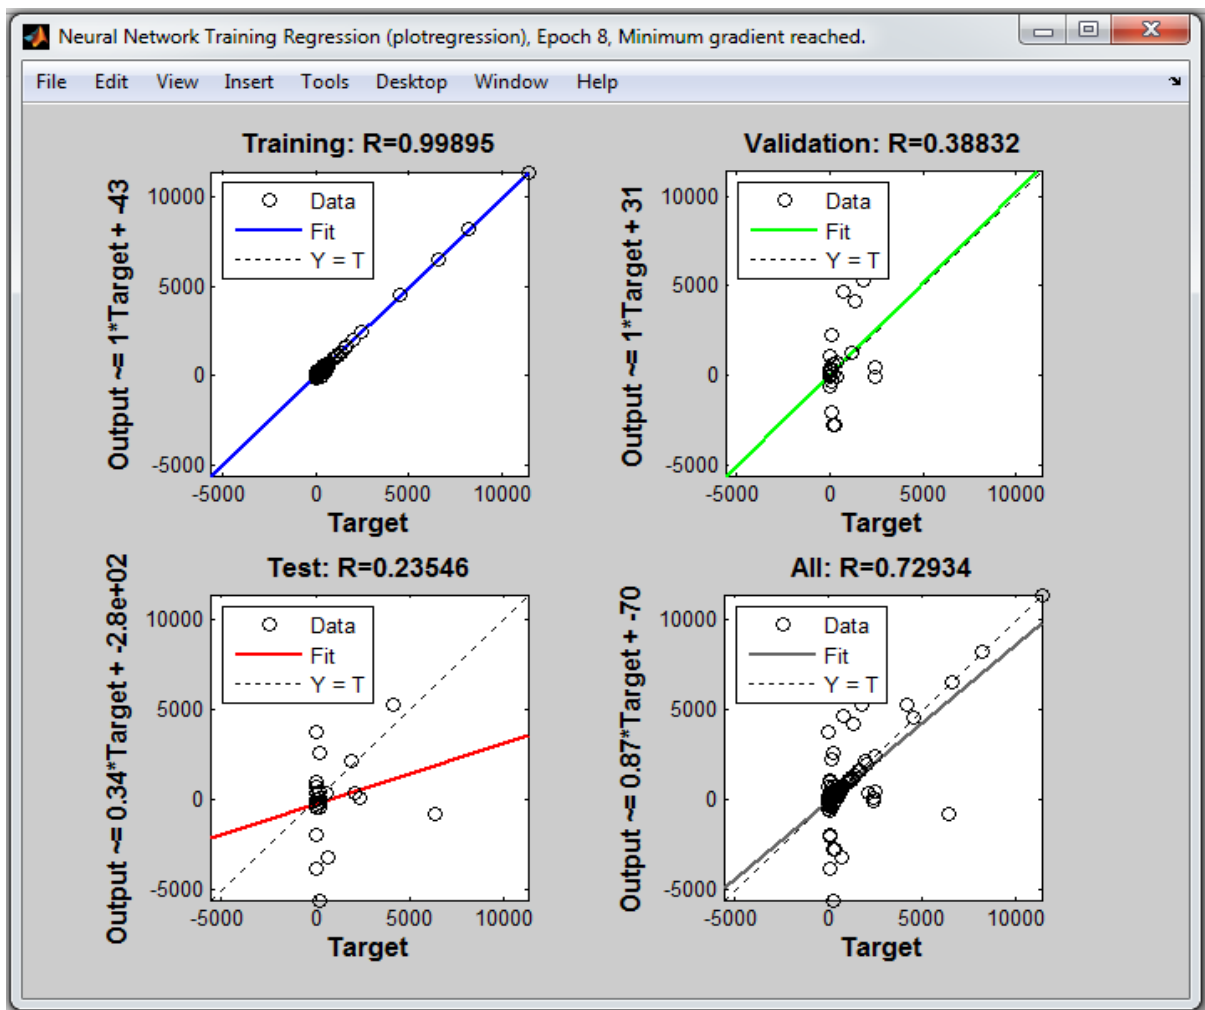 Neural Network Training Regression (plotregression), Epoch 8, Minimum gradient reached.
File Edit View Insert Tools Desktop Window Help
Training: R=0.99895
Output ~= 1*Target + -43
10000
5000
0
-5000
Data
Fit
Y = T
-5000 0 5000 10000
Target
Validation: R=0.38832
Output ~= 1*Target + 31
10000
5000
0
-5000
Data
Fit
Y = T
-5000 0 5000 10000
Target
Test: R=0.23546
Output ~= 0.34*Target + -2.8e+02
10000
5000
0
-5000
Data
Fit
Y = T
-5000 0 5000 10000
Target
All: R=0.72934
Output ~= 0.87*Target + -70
10000
5000
0
-5000
Data
Fit
Y = T
-5000 0 5000 10000
Target